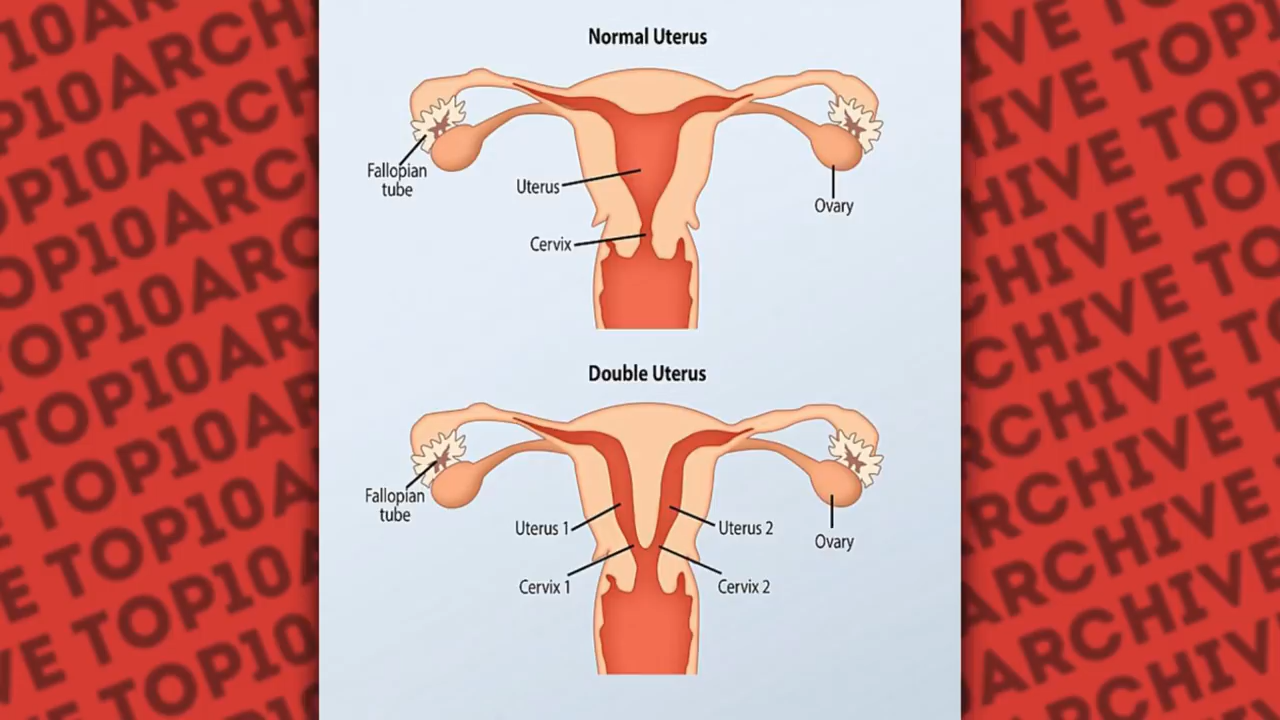 Normal Uterus
Fallopian
tube
Uterus
Ovary
Cervix
Double Uterus
Fallopian
tube
Uterus 1
Uterus 2
Ovary
Cervix 1
Cervix 2
TOP10ARCHIVE